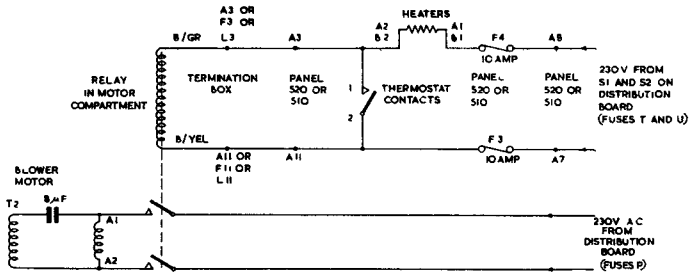 HEATERS
A3 OR
F3 OR
B/GR L3 A3 A2 A1 F4 A8
B2 B1
10 AMP
RELAY
IN MOTOR
COMPARTMENT
TERMINATION
BOX
PANEL
520 OR
510
1
2
THERMOSTAT
CONTACTS
PANEL
520 OR
510
PANEL
520 OR
510
230V FROM
S1 AND S2 ON
DISTRIBUTION
BOARD
(FUSES T AND U)
B/YEL
A11 OR
F11 OR
L11
A11
F3
10 AMP
A7
BLOWER
MOTOR
T2
8µF
A1
A2
230V AC
FROM
DISTRIBUTION
BOARD
(FUSES P)